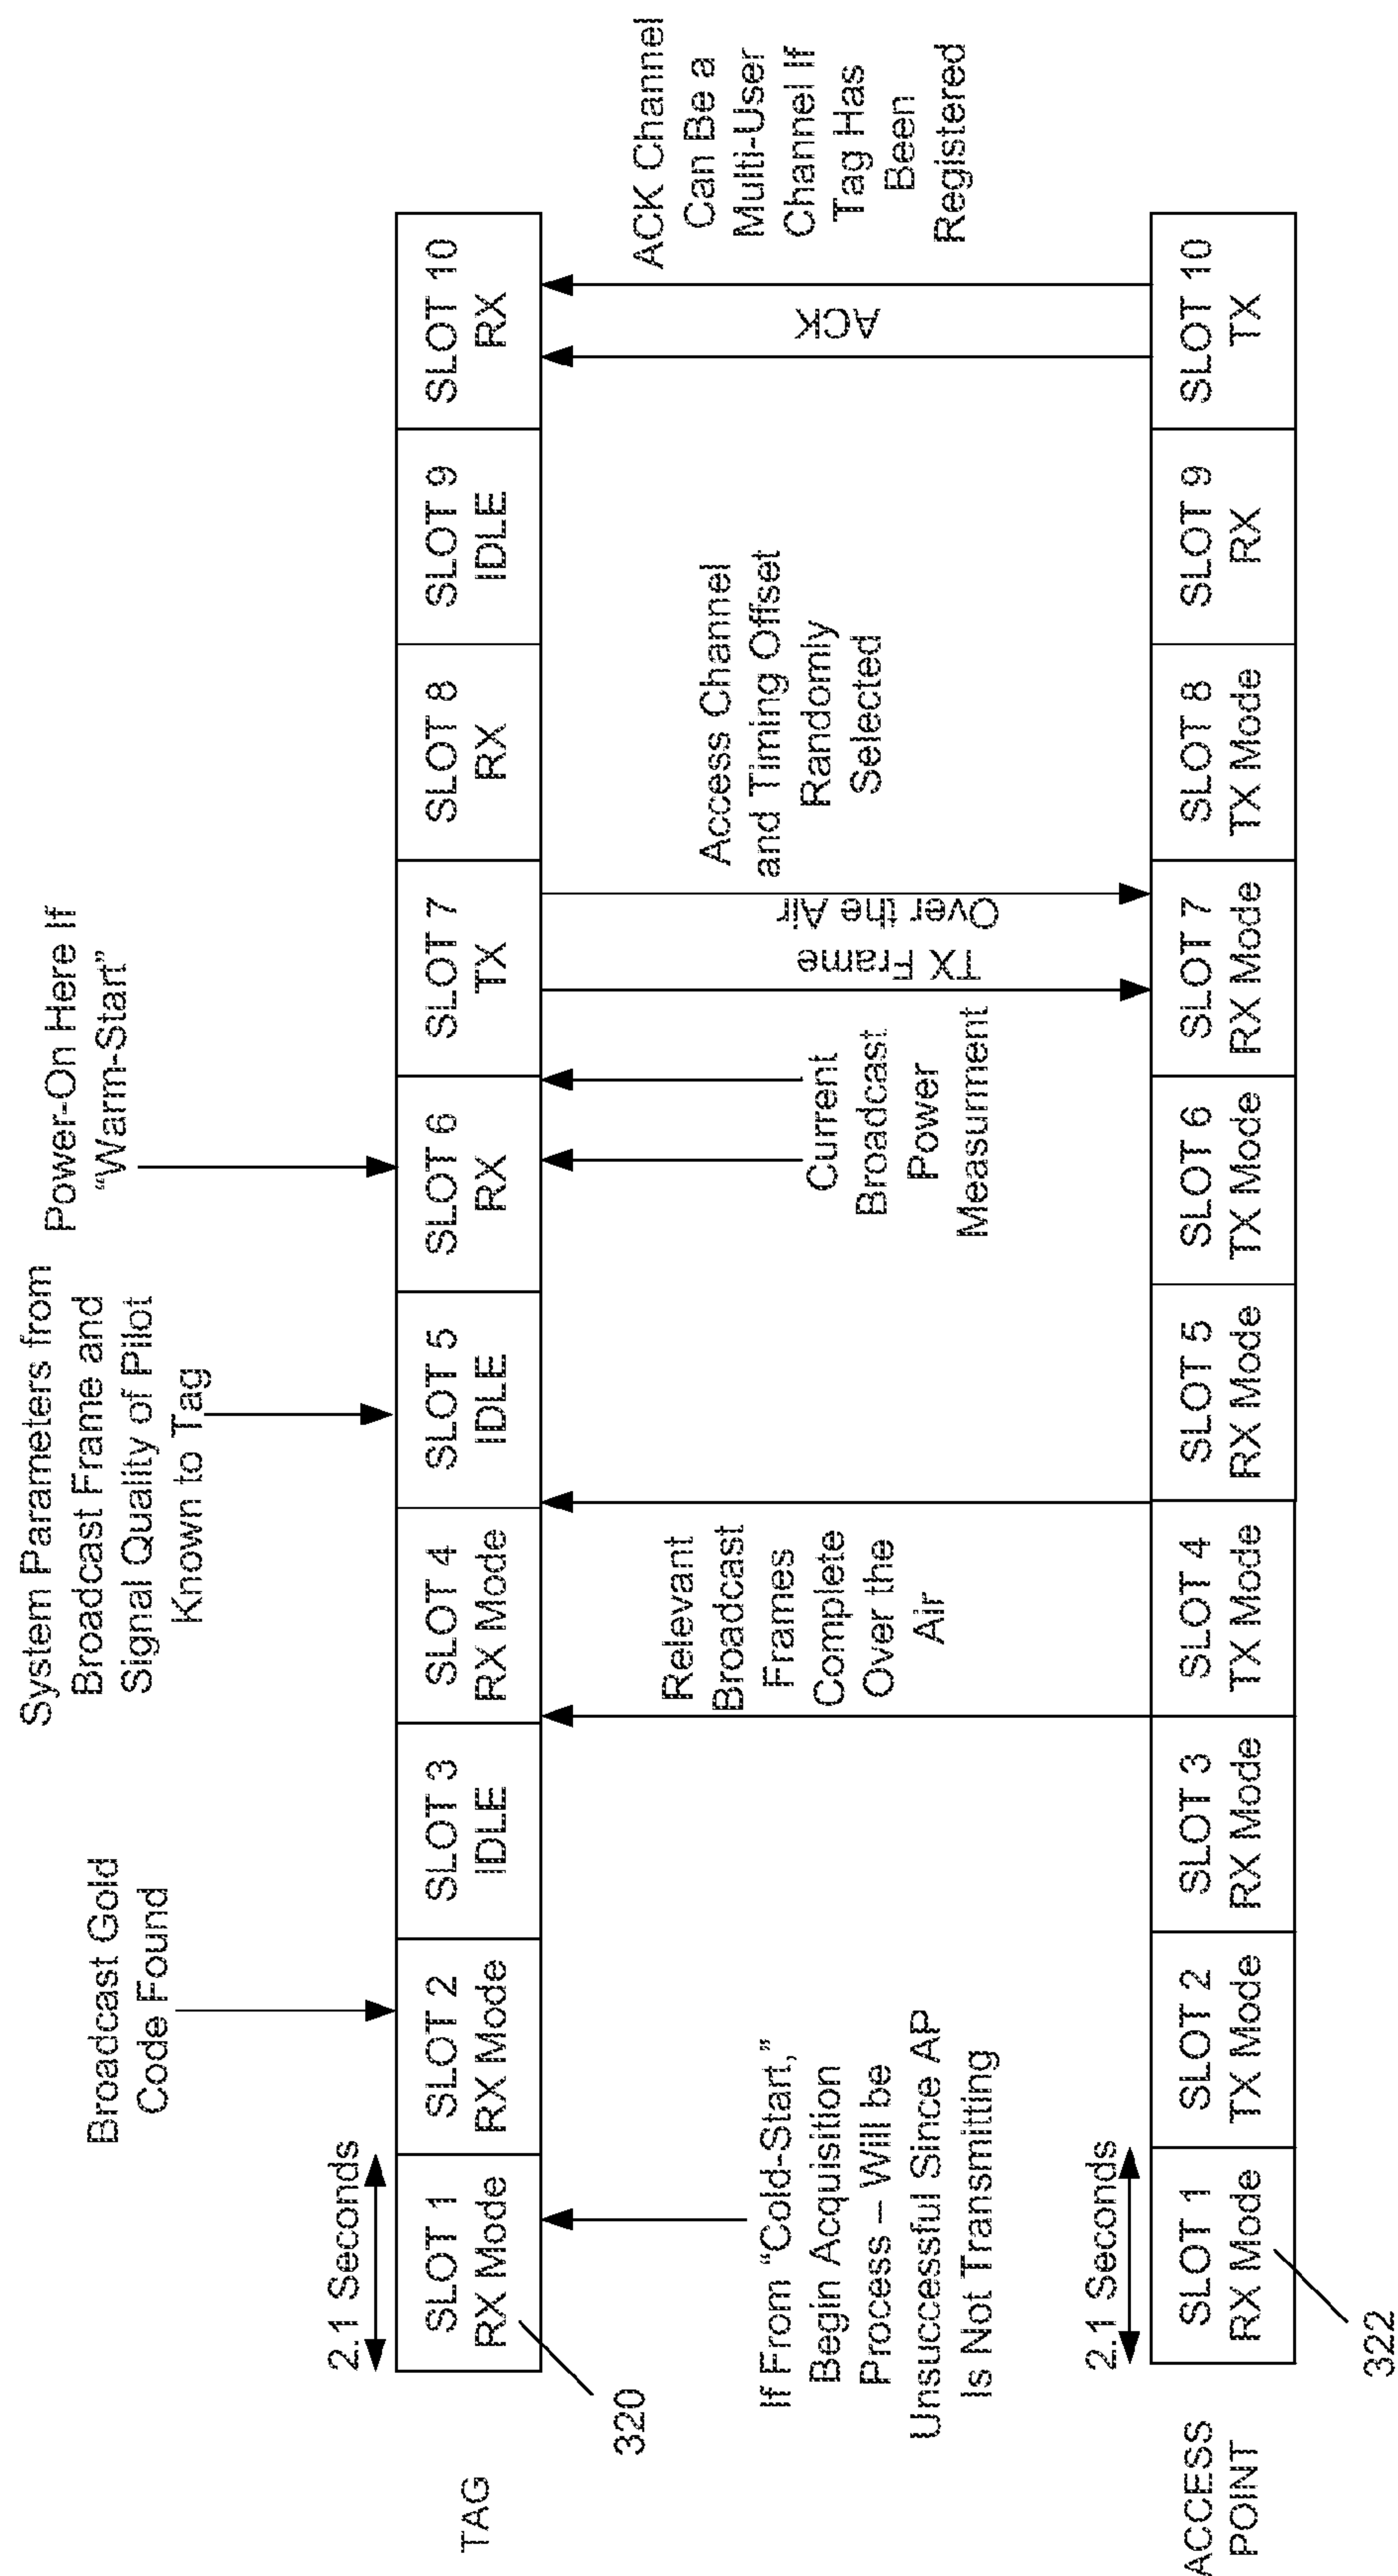 System Parameters from
Broadcast Frame and
Signal Quality of Pilot
Known to Tag
Power-On Here If
“Warm-Start”
Broadcast Gold
Code Found
2.1 Seconds
TAG
SLOT 1
RX Mode
SLOT 2
RX Mode
SLOT 3
IDLE
SLOT 4
RX Mode
SLOT 5
IDLE
SLOT 6
RX
SLOT 7
TX
SLOT 8
RX
SLOT 9
IDLE
SLOT 10
RX
320
If From “Cold-Start,”
Begin Acquisition
Process – Will be
Unsuccessful Since AP
Is Not Transmitting
Relevant
Broadcast
Frames
Complete
Over the
Air
Current
Broadcast
Power
Measurment
TX Frame
Over the Air
Access Channel
and Timing Offset
Randomly
Selected
ACK
ACK Channel
Can Be a
Multi-User
Channel If
Tag Has
Been
Registered
2.1 Seconds
ACCESS
POINT
SLOT 1
RX Mode
SLOT 2
TX Mode
SLOT 3
RX Mode
SLOT 4
TX Mode
SLOT 5
RX Mode
SLOT 6
TX Mode
SLOT 7
RX Mode
SLOT 8
TX Mode
SLOT 9
RX
SLOT 10
TX
322